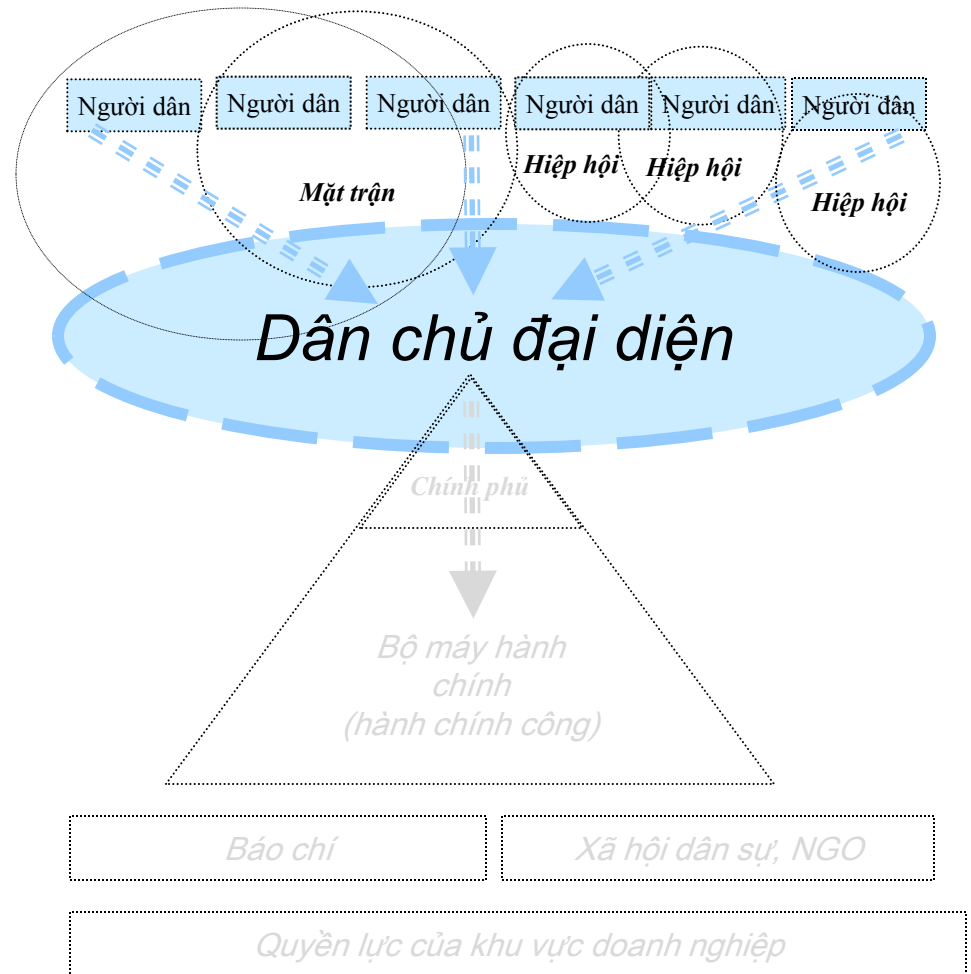 Người dân Người dân Người dân Người dân Người dân Người dân
Mặt trận Hiệp hội Hiệp hội Hiệp hội
Dân chủ đại diện
Chính phủ
Bộ máy hành
chính
(hành chính công)
Báo chí Xã hội dân sự, NGO
Quyền lực của khu vực doanh nghiệp